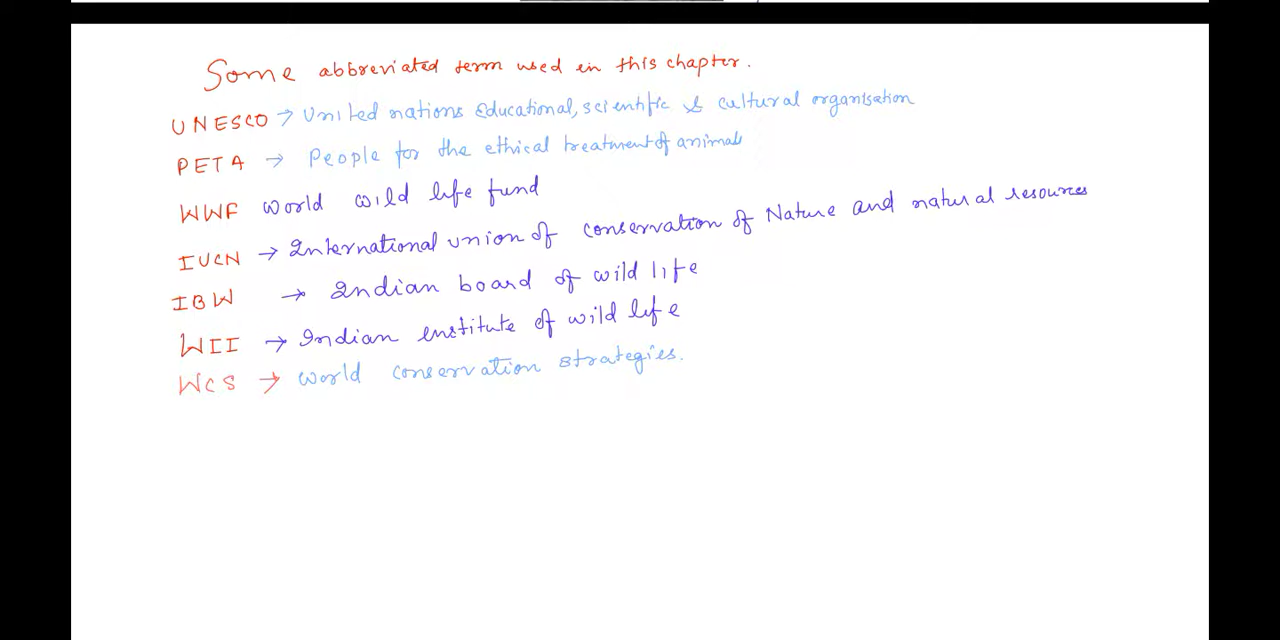 Some abbreviated term used in this chapter.
UNESCO → United nations Educational, scientific & cultural organisation
PETA → People for the ethical treatment of animals
WWF world wild life fund
IUCN → International union of conservation of Nature and natural resources
IBW → Indian board of wild life
WII → Indian institute of wild life
WCS → World conservation strategies.